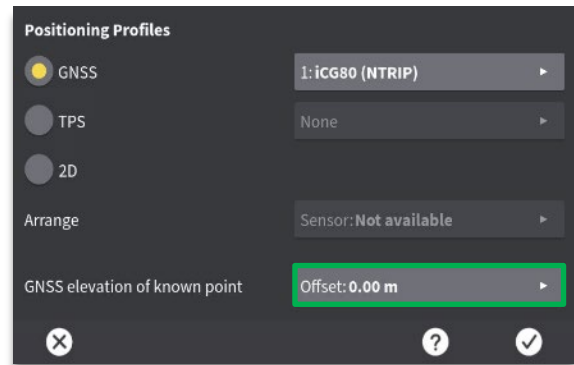 Positioning Profiles
GNSS 1: iCG80 (NTRIP)
TPS None
2D
Arrange Sensor: Not available
GNSS elevation of known point Offset: 0.00 m
?